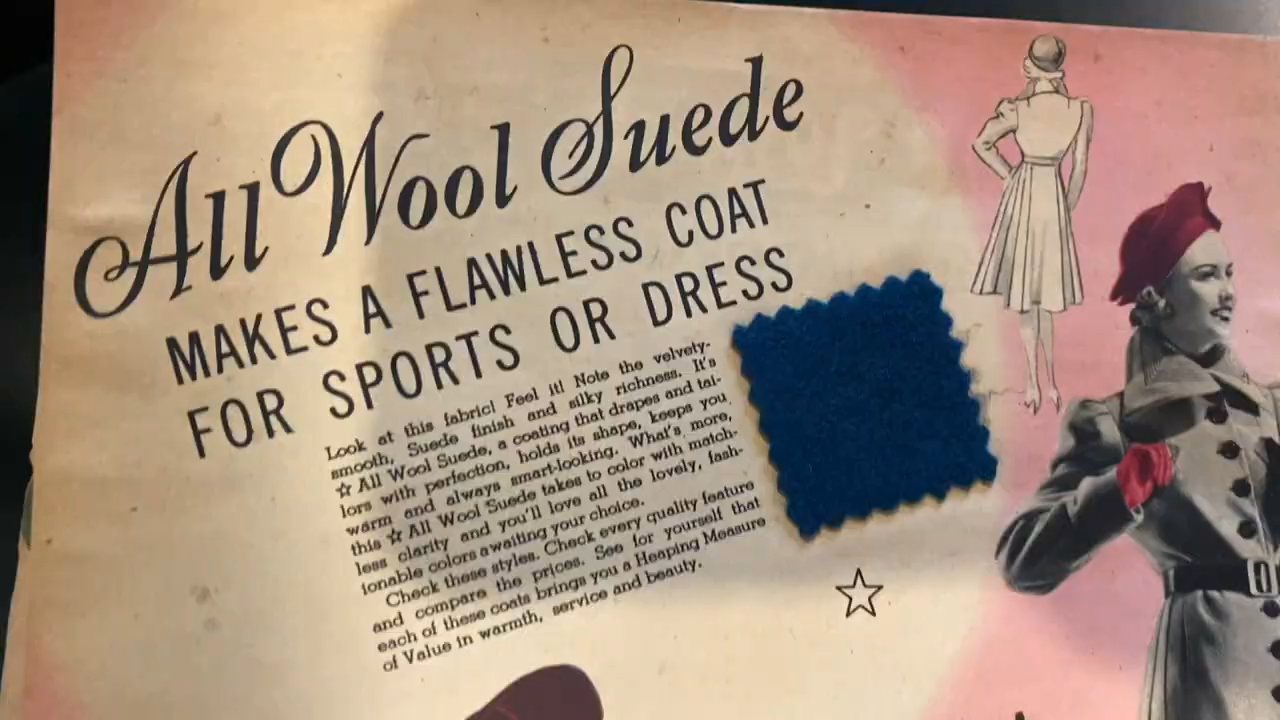 All Wool Suede
MAKES A FLAWLESS COAT
FOR SPORTS OR DRESS
Look at this fabric! Feel it! Note the velvety-
smooth, Suede finish and silky richness. It's
☆ All Wool Suede, a coating that drapes and tai-
lors with perfection, holds its shape, keeps you
warm and always smart-looking. What's more,
this ☆ All Wool Suede takes to color with match-
less clarity and you'll love all the lovely, fash-
ionable colors awaiting your choice.
Check these styles. Check every quality feature
and compare the prices. See for yourself that
each of these coats brings you a Heaping Measure
of Value in warmth, service and beauty.